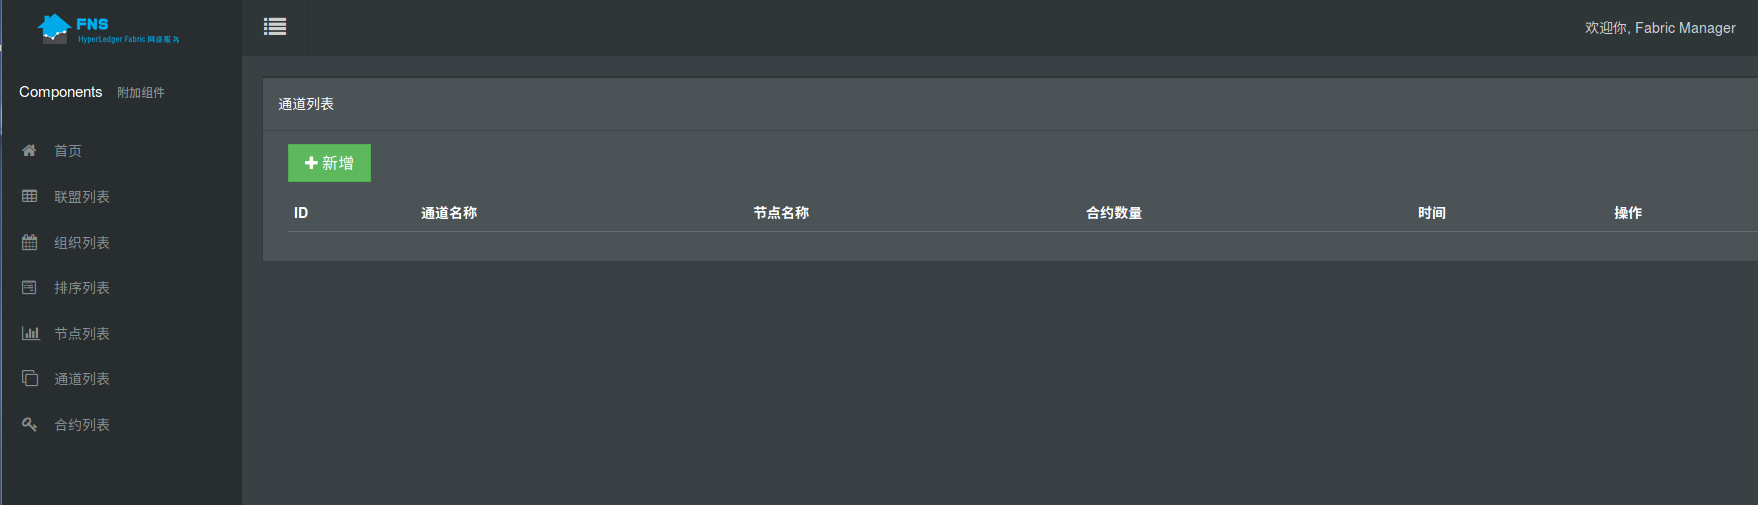 FNS
HyperLedger Fabric 网络服务
欢迎你, Fabric Manager
Components 附加组件
首页
联盟列表
组织列表
排序列表
节点列表
通道列表
合约列表
通道列表
新增
ID 通道名称 节点名称 合约数量 时间 操作